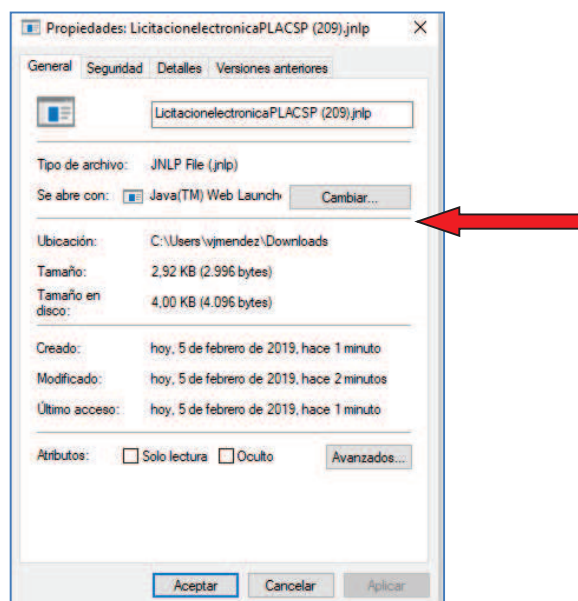 Propiedades: LicitacionelectronicaPLACSP (209).jnlp
General Seguridad Detalles Versiones anteriores
LicitacionelectronicaPLACSP (209).jnlp
Tipo de archivo: JNLP File (.jnlp)
Se abre con: Java(TM) Web Launch Cambiar...
Ubicación: C:\Users\vjmendez\Downloads
Tamaño: 2,92 KB (2.996 bytes)
Tamaño en
disco: 4,00 KB (4.096 bytes)
Creado: hoy, 5 de febrero de 2019, hace 1 minuto
Modificado: hoy, 5 de febrero de 2019, hace 2 minutos
Último acceso: hoy, 5 de febrero de 2019, hace 1 minuto
Atributos: Solo lectura Oculto Avanzados...
Aceptar Cancelar Aplicar